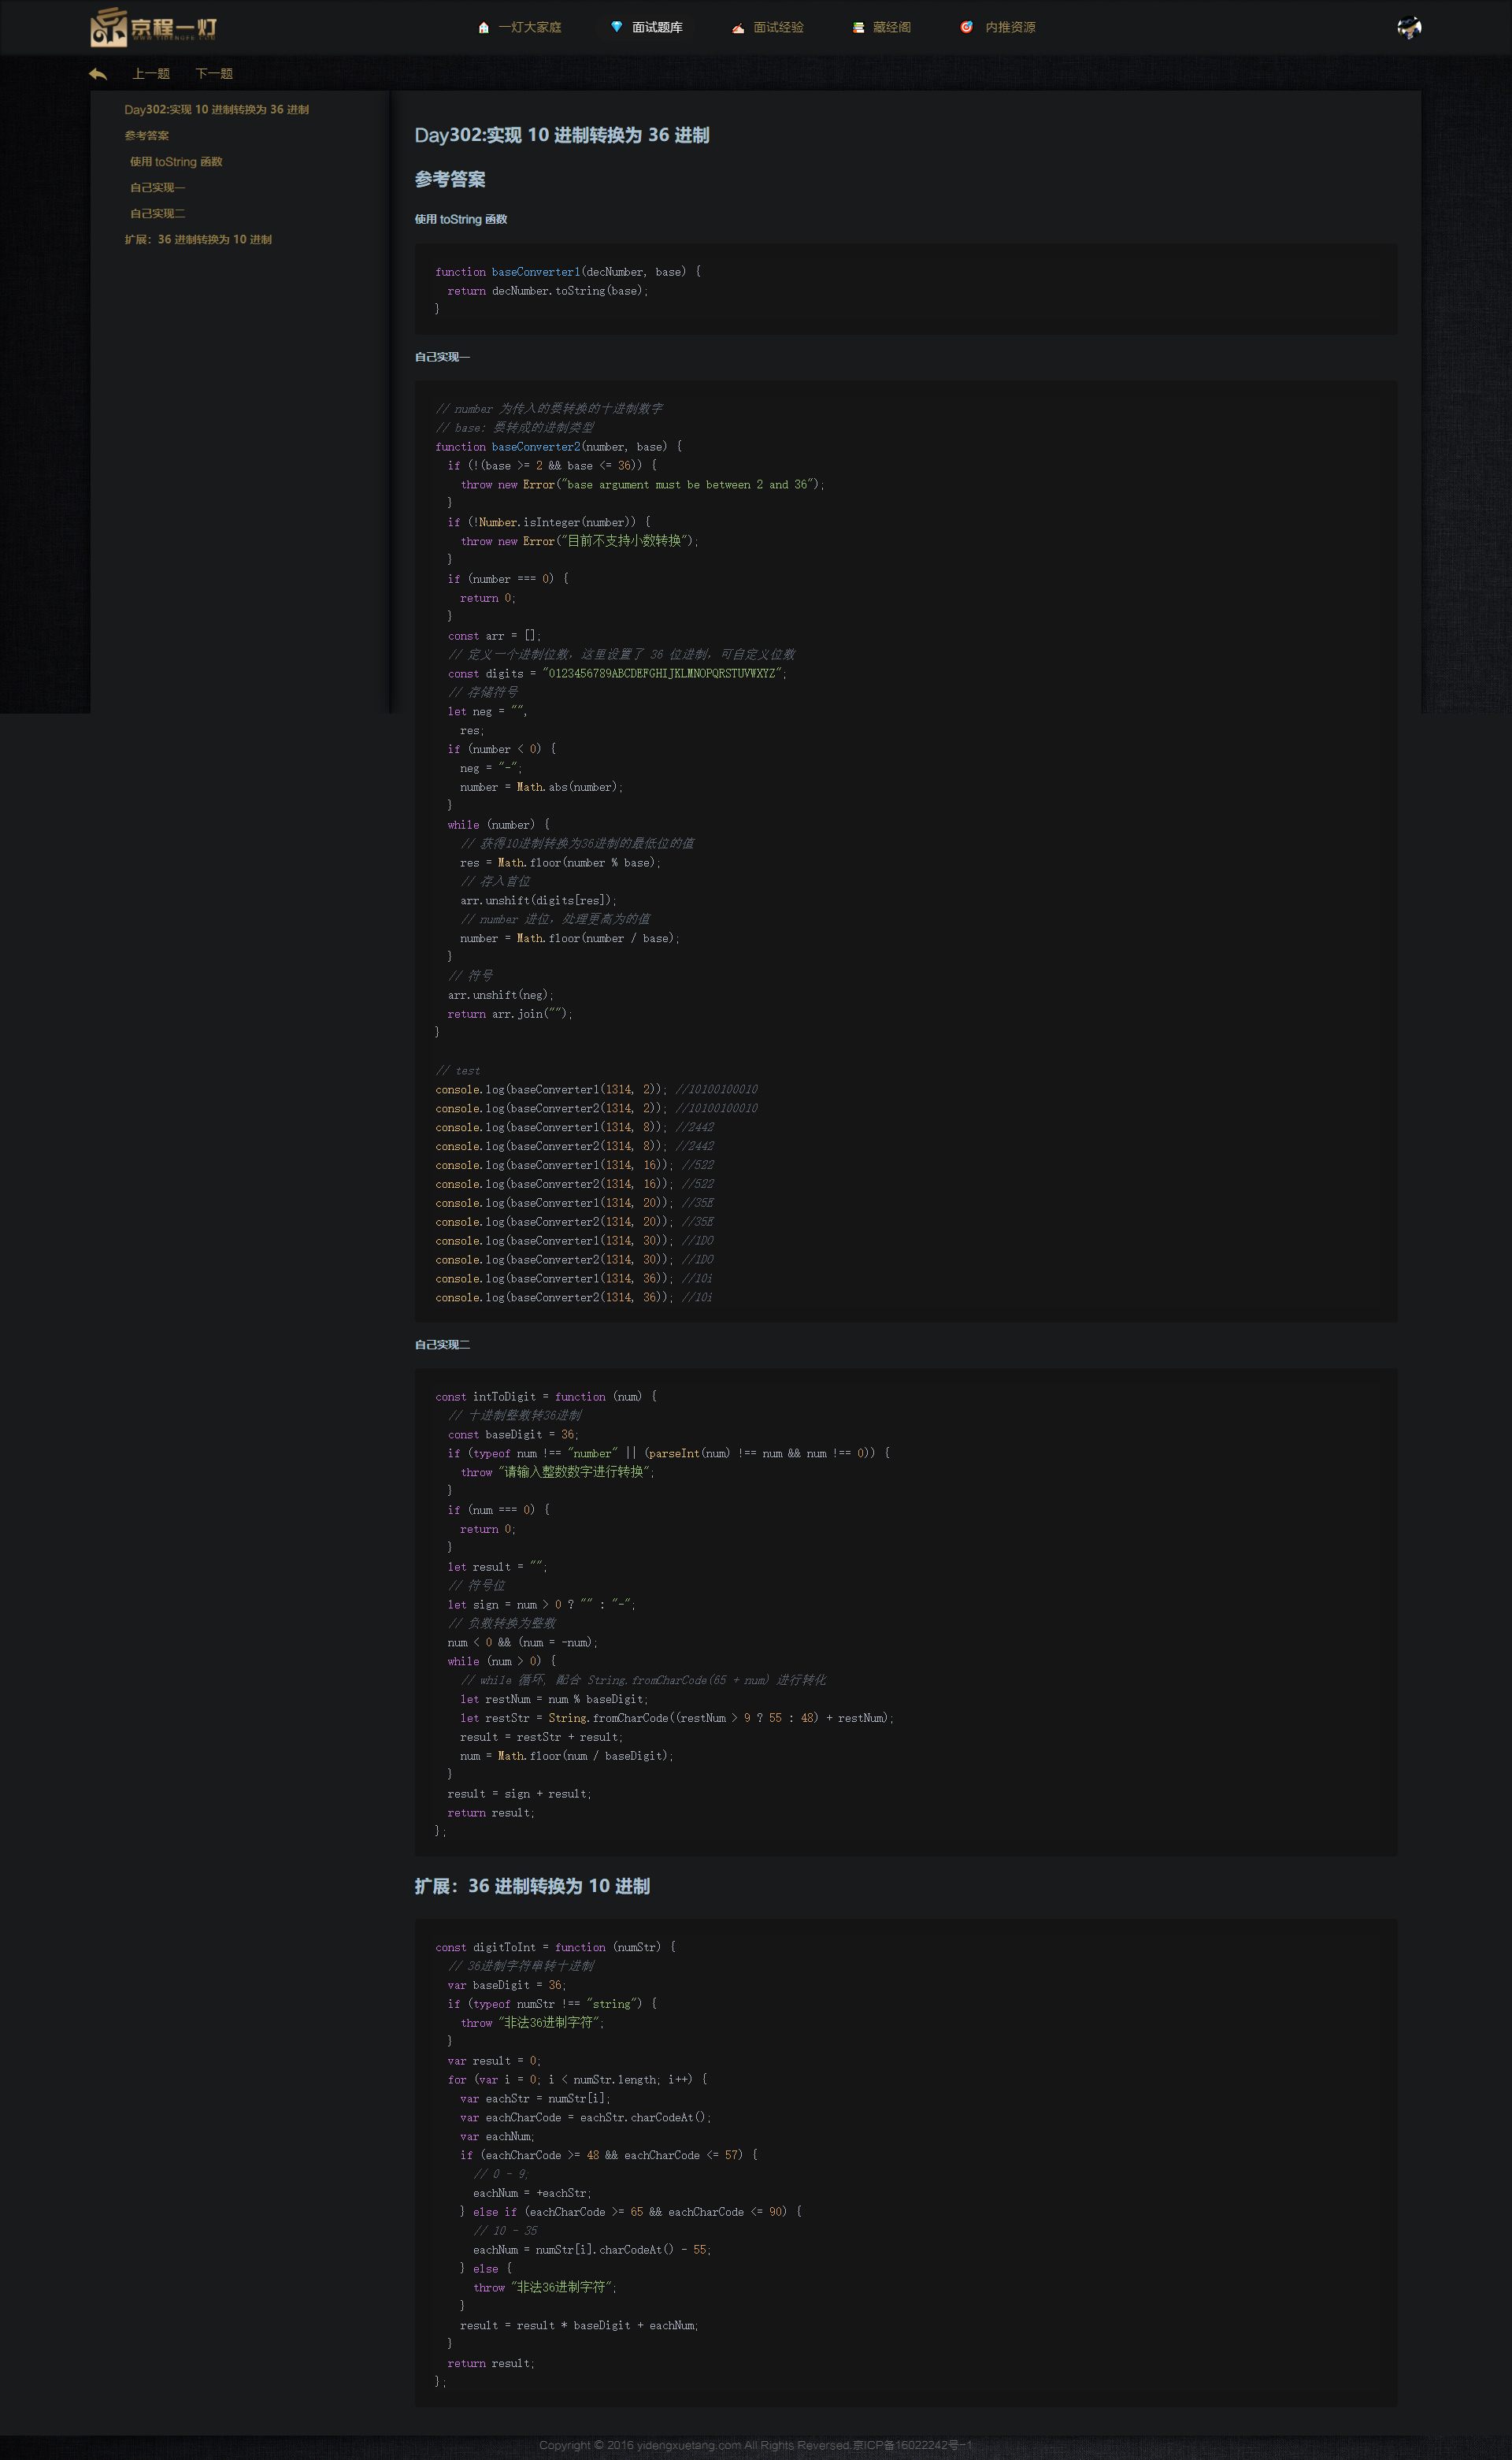 京程一灯
WWW.YIDENGFE.COM
一灯大家庭
面试题库
面试经验
藏经阁
内推资源
上一题
下一题
Day302:实现 10 进制转换为 36 进制
参考答案
使用 toString 函数
自己实现一
自己实现二
扩展：36 进制转换为 10 进制
Day302:实现 10 进制转换为 36 进制
参考答案
使用 toString 函数
function baseConverter1(decNumber, base) {
  return decNumber.toString(base);
}
自己实现一
// number 为传入的要转换的十进制数字
// base: 要转成的进制类型
function baseConverter2(number, base) {
  if (!(base >= 2 && base <= 36)) {
    throw new Error("base argument must be between 2 and 36");
  }
  if (!Number.isInteger(number)) {
    throw new Error("目前不支持小数转换");
  }
  if (number === 0) {
    return 0;
  }
  const arr = [];
  // 定义一个进制位数，这里设置了 36 位进制，可自定义位数
  const digits = "0123456789ABCDEFGHIJKLMNOPQRSTUVWXYZ";
  // 存储符号
  let neg = "",
    res;
  if (number < 0) {
    neg = "-";
    number = Math.abs(number);
  }
  while (number) {
    // 获得10进制转换为36进制的最低位的值
    res = Math.floor(number % base);
    // 存入首位
    arr.unshift(digits[res]);
    // number 进位，处理更高为的值
    number = Math.floor(number / base);
  }
  // 符号
  arr.unshift(neg);
  return arr.join("");
}
// test
console.log(baseConverter1(1314, 2)); //10100100010
console.log(baseConverter2(1314, 2)); //10100100010
console.log(baseConverter1(1314, 8)); //2442
console.log(baseConverter2(1314, 8)); //2442
console.log(baseConverter1(1314, 16)); //522
console.log(baseConverter2(1314, 16)); //522
console.log(baseConverter1(1314, 20)); //35E
console.log(baseConverter2(1314, 20)); //35E
console.log(baseConverter1(1314, 30)); //1DO
console.log(baseConverter2(1314, 30)); //1DO
console.log(baseConverter1(1314, 36)); //10i
console.log(baseConverter2(1314, 36)); //10i
自己实现二
const intToDigit = function (num) {
  // 十进制整数转36进制
  const baseDigit = 36;
  if (typeof num !== "number" || (parseInt(num) !== num && num !== 0)) {
    throw "请输入整数数字进行转换";
  }
  if (num === 0) {
    return 0;
  }
  let result = "";
  // 符号位
  let sign = num > 0 ? "" : "-";
  // 负数转换为整数
  num < 0 && (num = -num);
  while (num > 0) {
    // while 循环, 配合 String.fromCharCode(65 + num) 进行转化
    let restNum = num % baseDigit;
    let restStr = String.fromCharCode((restNum > 9 ? 55 : 48) + restNum);
    result = restStr + result;
    num = Math.floor(num / baseDigit);
  }
  result = sign + result;
  return result;
};
扩展：36 进制转换为 10 进制
const digitToInt = function (numStr) {
  // 36进制字符串转十进制
  var baseDigit = 36;
  if (typeof numStr !== "string") {
    throw "非法36进制字符";
  }
  var result = 0;
  for (var i = 0; i < numStr.length; i++) {
    var eachStr = numStr[i];
    var eachCharCode = eachStr.charCodeAt();
    var eachNum;
    if (eachCharCode >= 48 && eachCharCode <= 57) {
      // 0 - 9;
      eachNum = +eachStr;
    } else if (eachCharCode >= 65 && eachCharCode <= 90) {
      // 10 - 35
      eachNum = numStr[i].charCodeAt() - 55;
    } else {
      throw "非法36进制字符";
    }
    result = result * baseDigit + eachNum;
  }
  return result;
};
Copyright © 2016 yidengxuetang.com All Rights Reversed.京ICP备16022242号-1